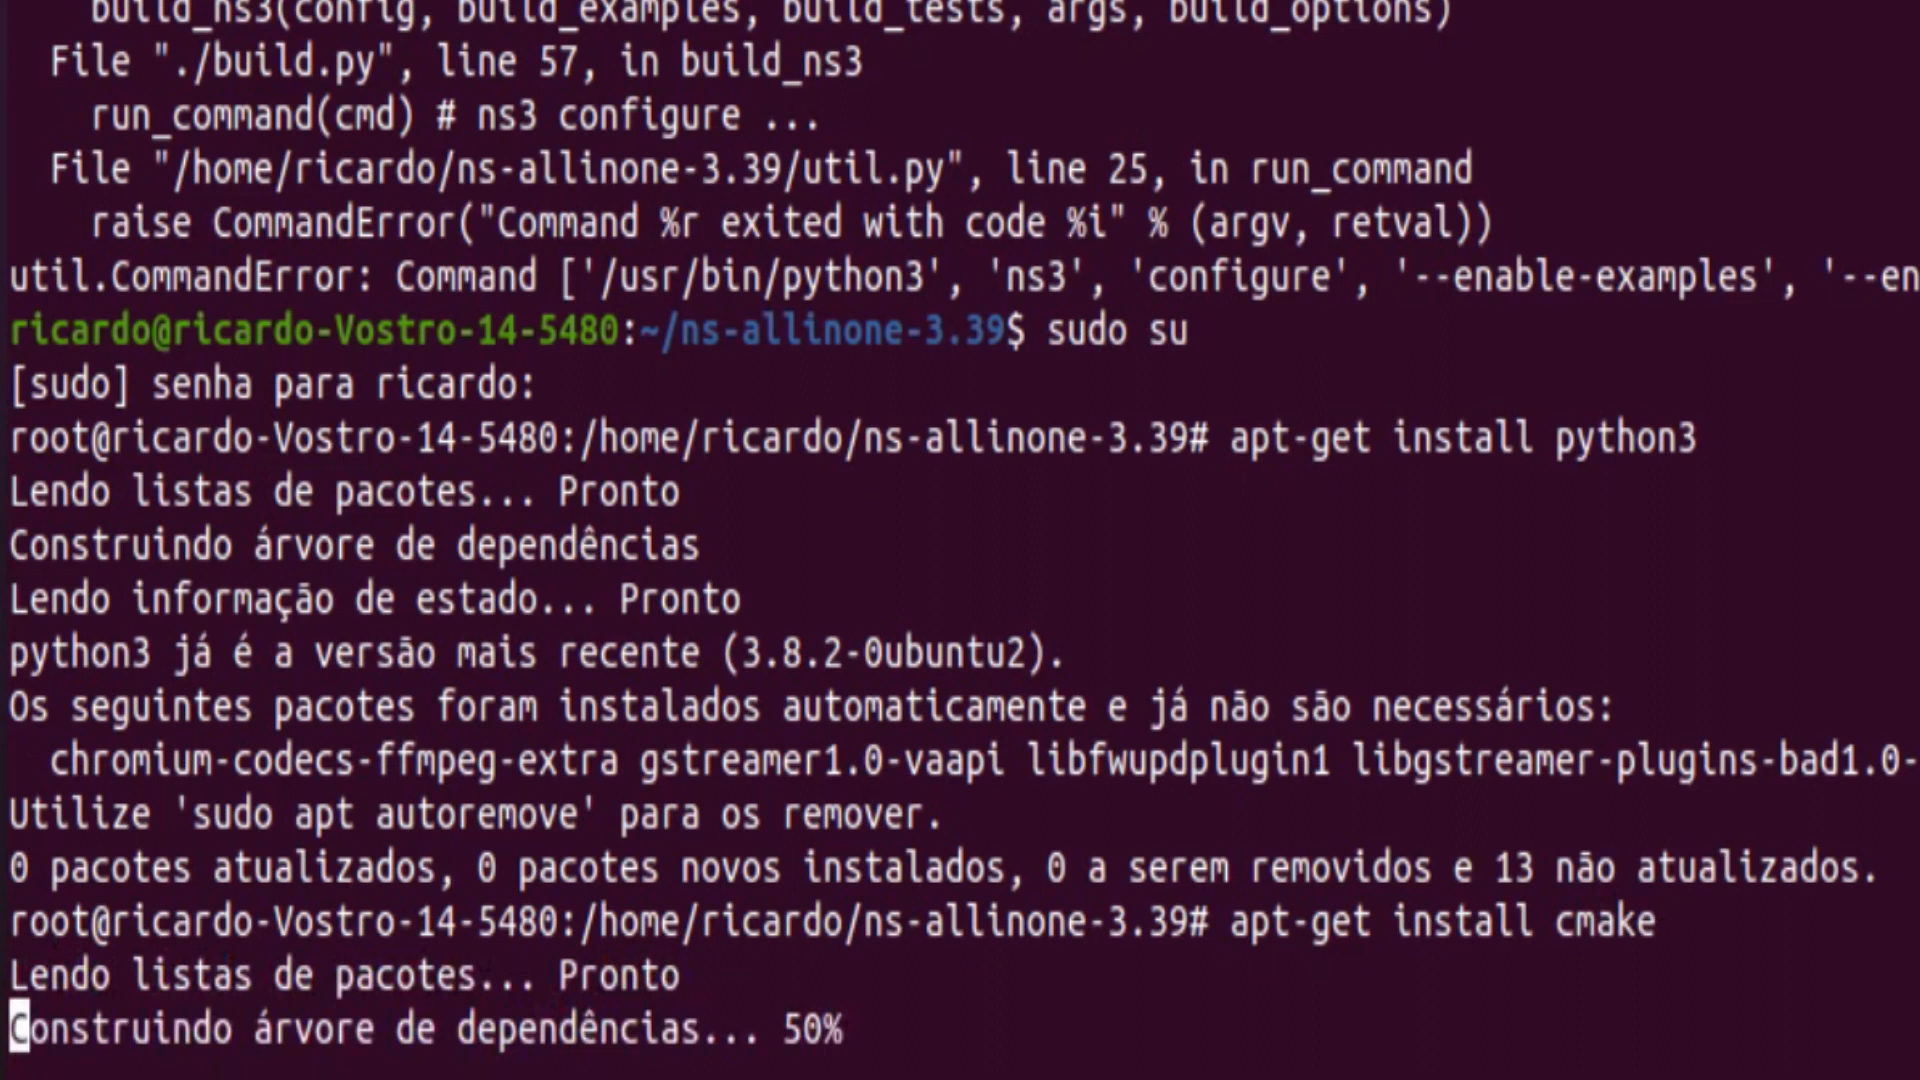 build_ns3(config, build_examples, build_tests, args, build_options)
File "./build.py", line 57, in build_ns3
run_command(cmd) # ns3 configure ...
File "/home/ricardo/ns-allinone-3.39/util.py", line 25, in run_command
raise CommandError("Command %r exited with code %i" % (argv, retval))
util.CommandError: Command ['/usr/bin/python3', 'ns3', 'configure', '--enable-examples', '--en
ricardo@ricardo-Vostro-14-5480:~/ns-allinone-3.39$ sudo su
[sudo] senha para ricardo:
root@ricardo-Vostro-14-5480:/home/ricardo/ns-allinone-3.39# apt-get install python3
Lendo listas de pacotes... Pronto
Construindo árvore de dependências
Lendo informação de estado... Pronto
python3 já é a versão mais recente (3.8.2-0ubuntu2).
Os seguintes pacotes foram instalados automaticamente e já não são necessários:
chromium-codecs-ffmpeg-extra gstreamer1.0-vaapi libfwupdplugin1 libgstreamer-plugins-bad1.0-
Utilize 'sudo apt autoremove' para os remover.
0 pacotes atualizados, 0 pacotes novos instalados, 0 a serem removidos e 13 não atualizados.
root@ricardo-Vostro-14-5480:/home/ricardo/ns-allinone-3.39# apt-get install cmake
Lendo listas de pacotes... Pronto
Construindo árvore de dependências... 50%